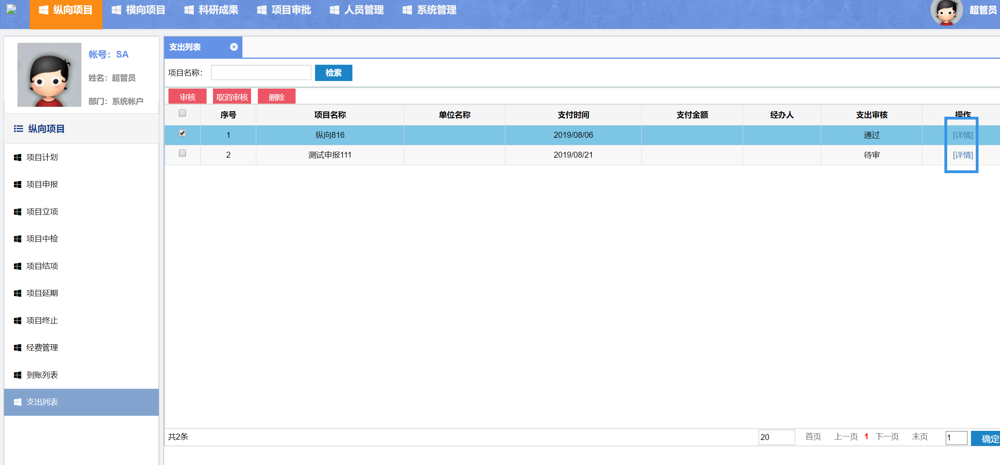 纵向项目 横向项目 科研成果 项目审批 人员管理 系统管理 超管员
帐号：SA
姓名：超管员
部门：系统帐户
纵向项目
项目计划
项目申报
项目立项
项目中检
项目结项
项目延期
项目终止
经费管理
到账列表
支出列表
支出列表
项目名称： 检索
审核 取消审核 删除
序号 项目名称 单位名称 支付时间 支付金额 经办人 支出审核 操作
1 纵向816 2019/08/06 通过 [详情]
2 测试申报111 2019/08/21 待审 [详情]
共2条 20 首页 上一页 1 下一页 末页 1 确定